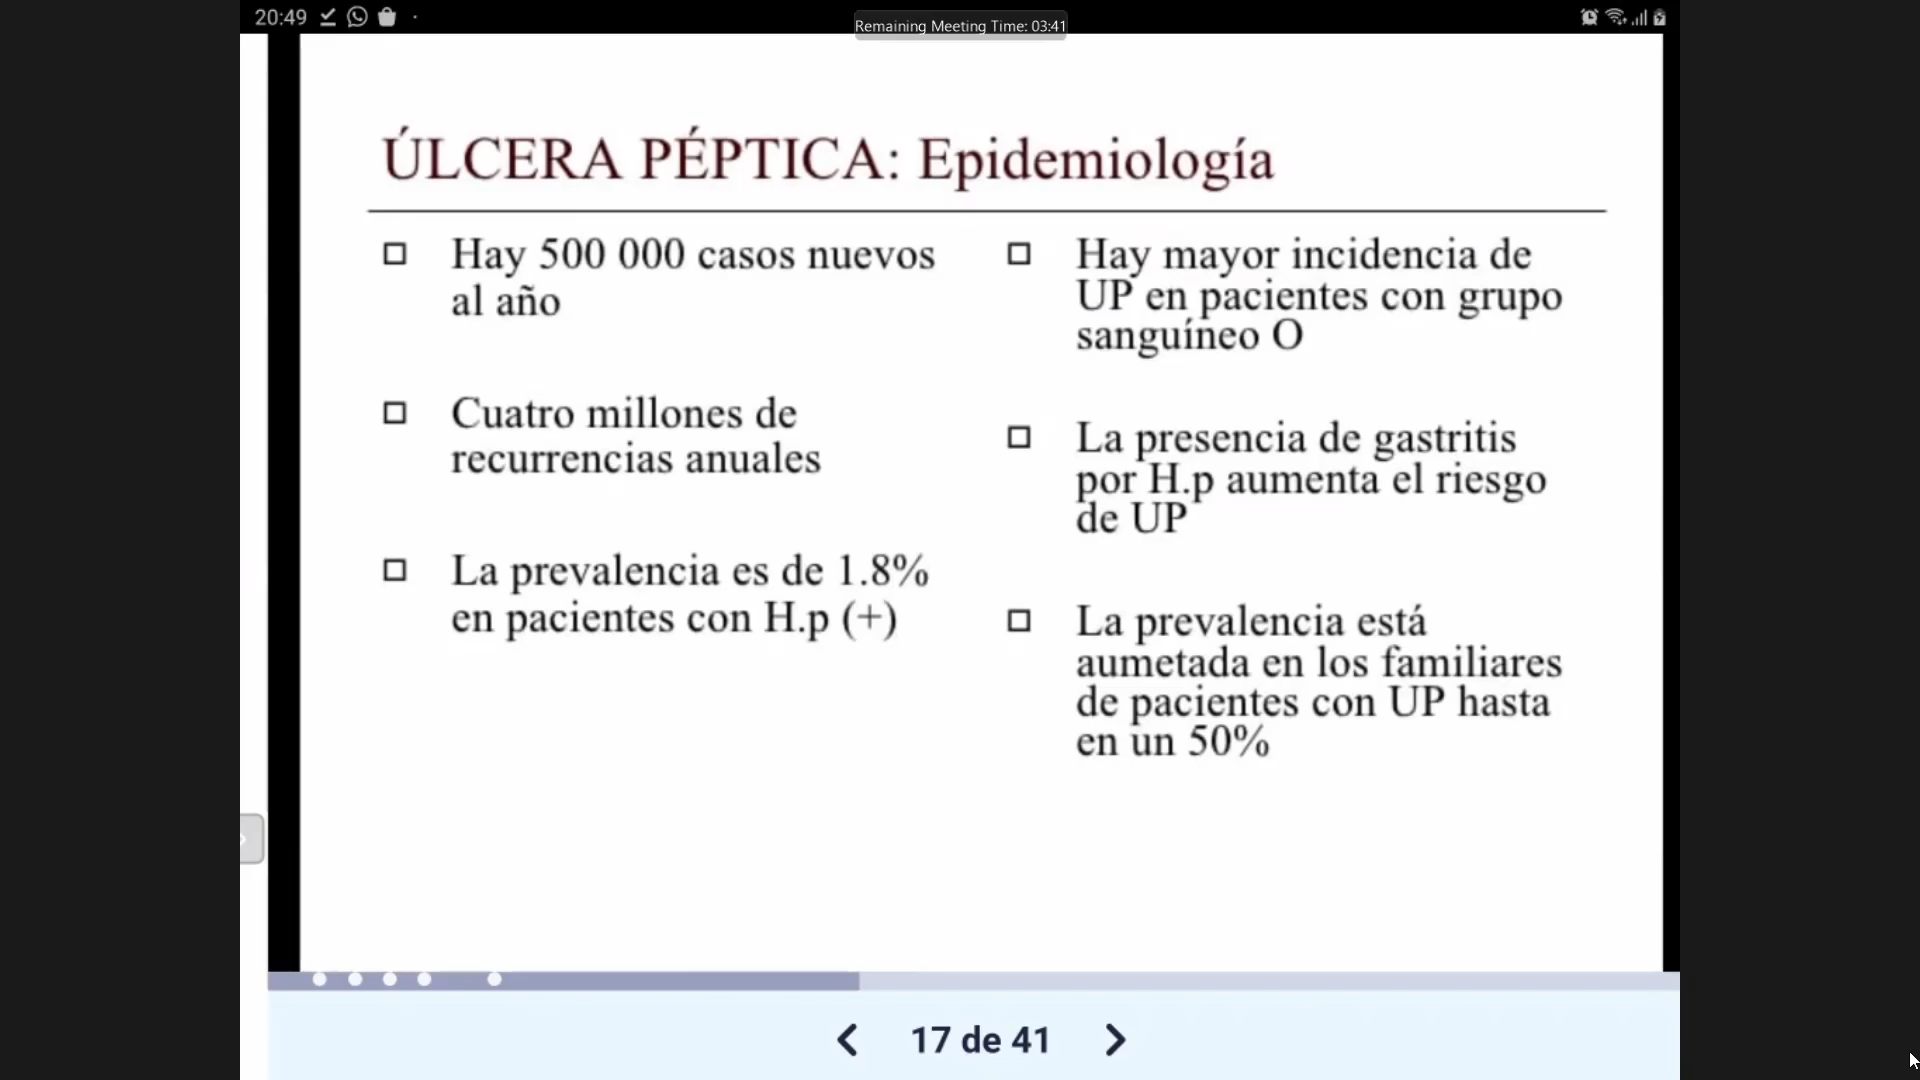 20:49
Remaining Meeting Time: 03:41
ÚLCERA PÉPTICA: Epidemiología
Hay 500 000 casos nuevos
al año
Cuatro millones de
recurrencias anuales
La prevalencia es de 1.8%
en pacientes con H.p (+)
Hay mayor incidencia de
UP en pacientes con grupo
sanguíneo O
La presencia de gastritis
por H.p aumenta el riesgo
de UP
La prevalencia está
aumetada en los familiares
de pacientes con UP hasta
en un 50%
17 de 41